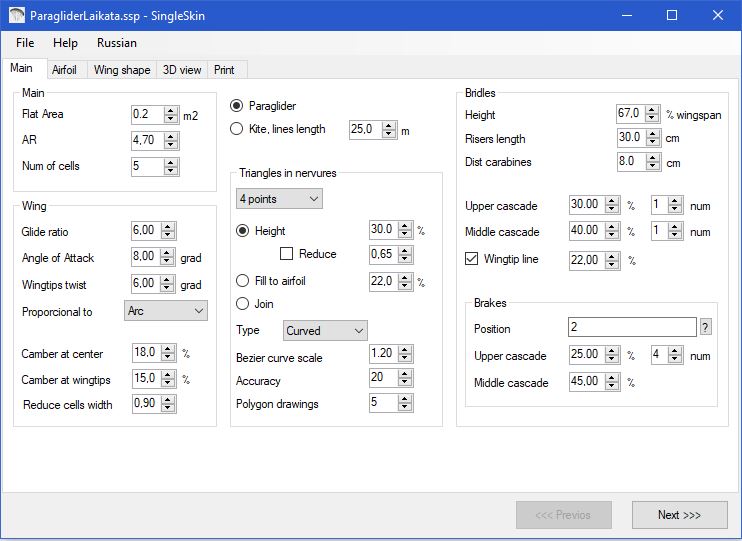 ParagliderLaikata.ssp - SingleSkin
File Help Russian
Main Airfoil Wing shape 3D view Print
Main
Flat Area 0.2 m2
AR 4,70
Num of cells 5
Wing
Glide ratio 6,00
Angle of Attack 8,00 grad
Wingtips twist 6,00 grad
Proporcional to Arc
Camber at center 18,0 %
Camber at wingtips 15,0 %
Reduce cells width 0,90
Paraglider
Kite, lines length 25,0 m
Triangles in nervures
4 points
Height 30.0 %
Reduce 0,65
Fill to airfoil 22,0 %
Join
Type Curved
Bezier curve scale 1.20
Accuracy 20
Polygon drawings 5
Bridles
Height 67,0 % wingspan
Risers length 30.0 cm
Dist carabines 8.0 cm
Upper cascade 30.00 % 1 num
Middle cascade 40.00 % 1 num
Wingtip line 22,00 %
Brakes
Position 2 ?
Upper cascade 25.00 % 4 num
Middle cascade 45,00 %
<<< Previos Next >>>